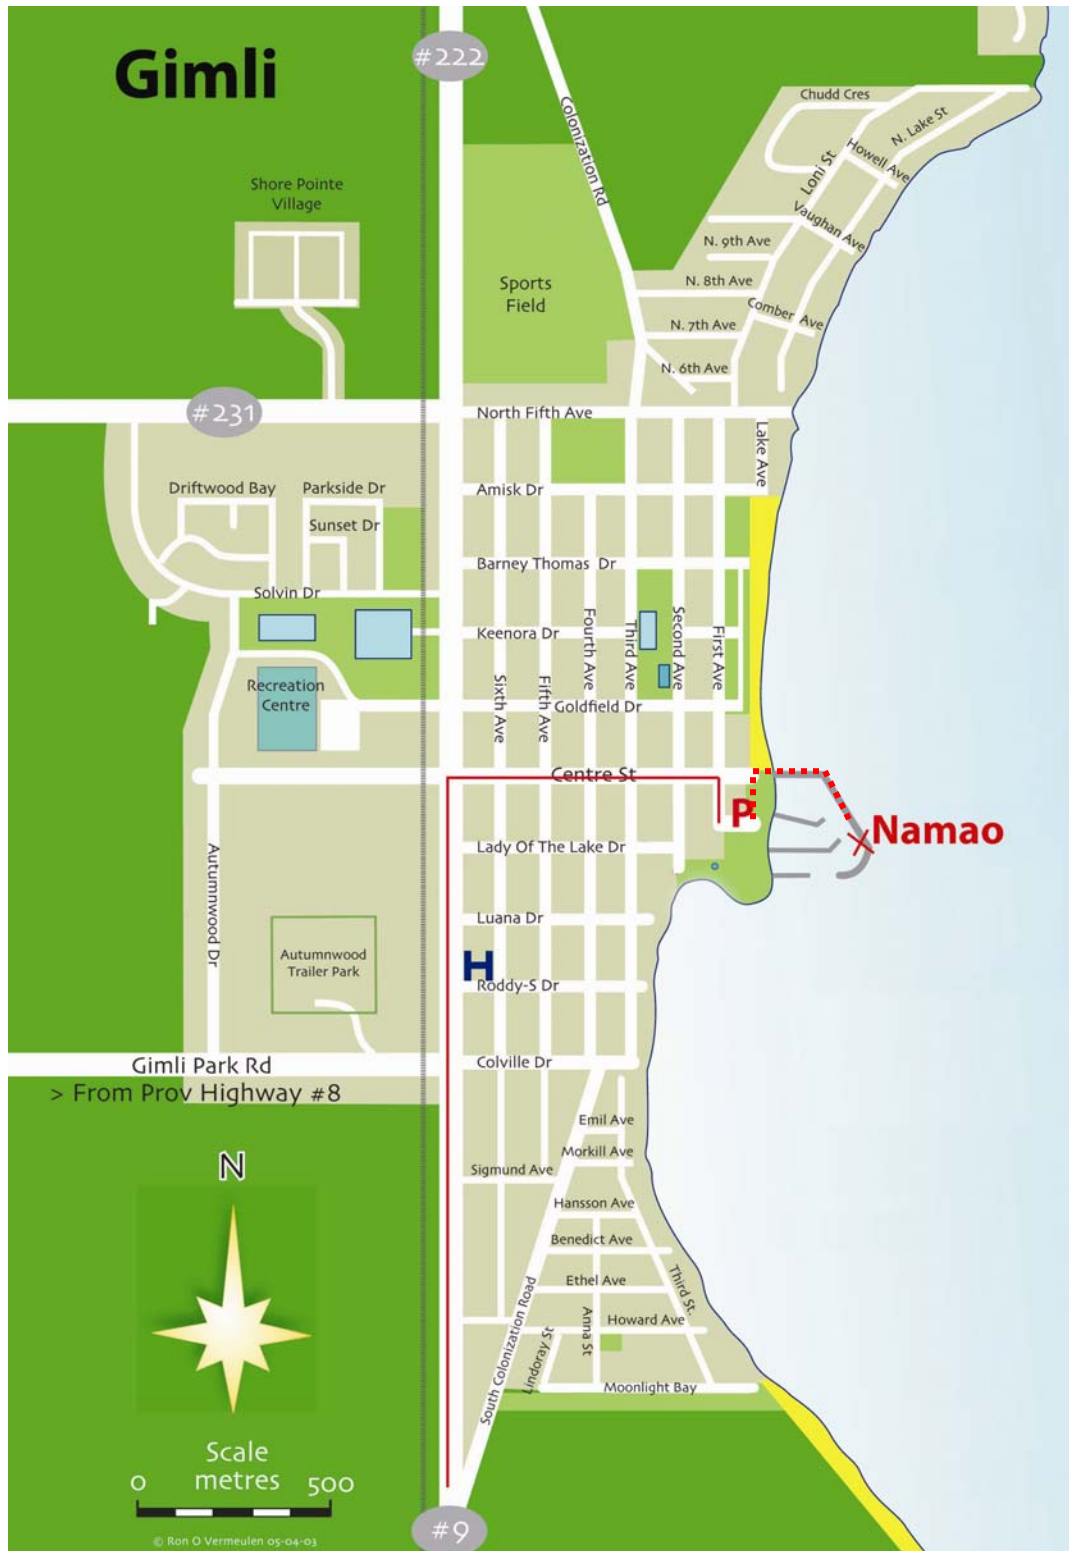 Gimli
#222
Colonization Rd
Chudd Cres
N. Lake St
Howell Ave
Loni St
Vaughan Ave
Shore Pointe
Village
N. 9th Ave
Sports
Field
N. 8th Ave
Comber Ave
N. 7th Ave
N. 6th Ave
#231
North Fifth Ave
Lake Ave
Driftwood Bay
Parkside Dr
Amisk Dr
Sunset Dr
Barney Thomas Dr
Solvin Dr
Keenora Dr
Fourth Ave
Third Ave
Second Ave
First Ave
Recreation
Centre
Sixth Ave
Fifth Ave
Goldfield Dr
Centre St
P
Namao
Lady Of The Lake Dr
Autumnwood Dr
Luana Dr
H
Autumnwood
Trailer Park
Roddy-S Dr
Gimli Park Rd
> From Prov Highway #8
Colville Dr
Emil Ave
Morkill Ave
N
Sigmund Ave
Hansson Ave
Benedict Ave
Ethel Ave
Third St.
South Colonization Road
Lindoray St
Anna St
Howard Ave
Moonlight Bay
Scale
metres
0 500
#9
© Ron O Vermeulen 05-04-03